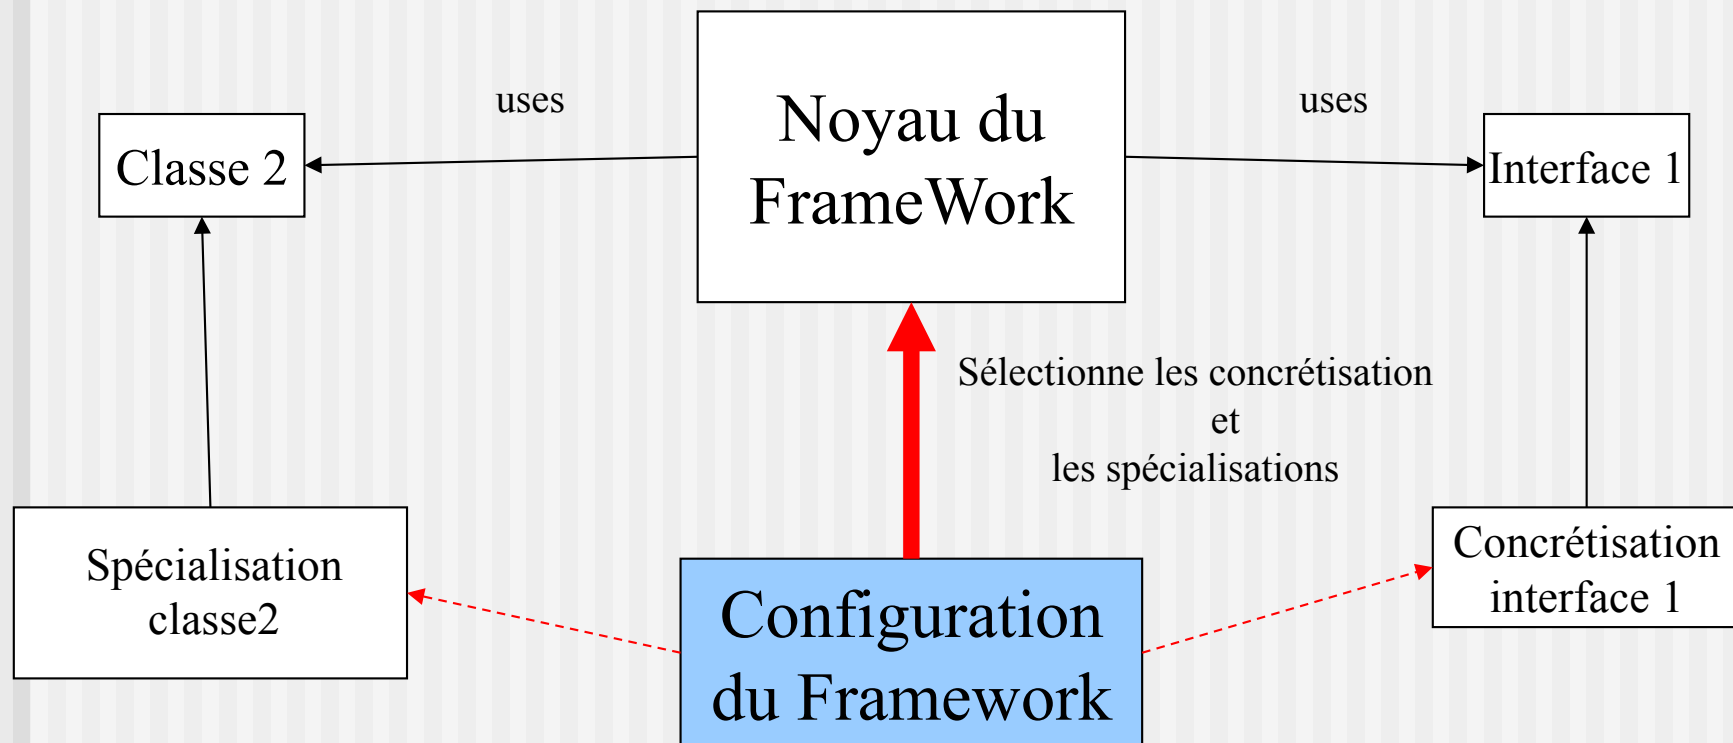 uses
uses
Classe 2
Noyau du
FrameWork
Interface 1
Sélectionne les concrétisation
et
les spécialisations
Spécialisation
classe2
Configuration
du Framework
Concrétisation
interface 1